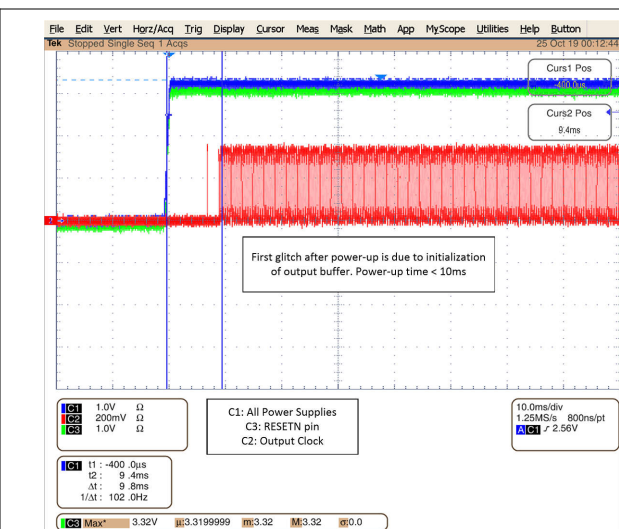 File Edit Vert Horz/Acq Trig Display Cursor Meas Mask Math App MyScope Utilities Help Button
Tek Stopped Single Seq 1 Acqs 25 Oct 19 00:12:44
Curs1 Pos
-400.0µs
Curs2 Pos
9.4ms
First glitch after power-up is due to initialization
of output buffer. Power-up time < 10ms
C1 1.0V Ω
C2 200mV Ω
C3 1.0V Ω
C1: All Power Supplies
C3: RESETN pin
C2: Output Clock
10.0ms/div
1.25MS/s 800ns/pt
A C1 ƒ 2.56V
C1 t1 : -400 .0µs
t2 : 9 .4ms
Δt : 9 .8ms
1/Δt : 102 .0Hz
C3 Max* 3.32V µ:3.3199999 m:3.32 M:3.32 σ:0.0